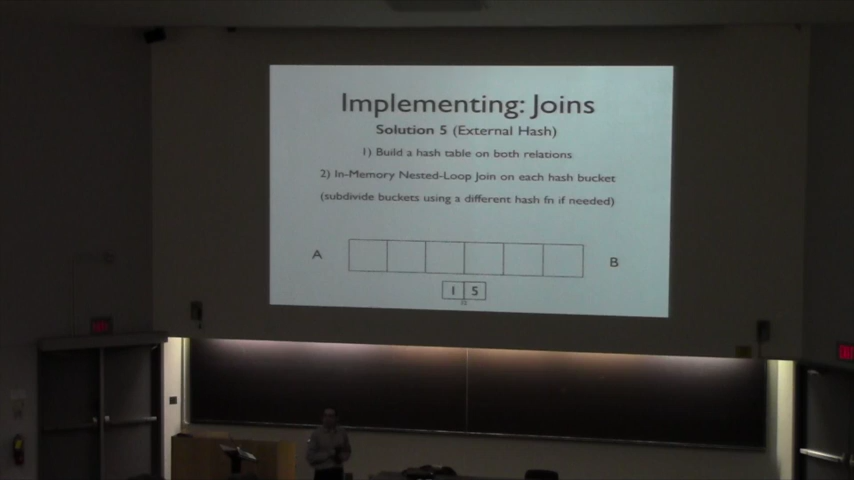 Implementing: Joins
Solution 5 (External Hash)
1) Build a hash table on both relations
2) In-Memory Nested-Loop Join on each hash bucket
(subdivide buckets using a different hash fn if needed)
A B
1 5